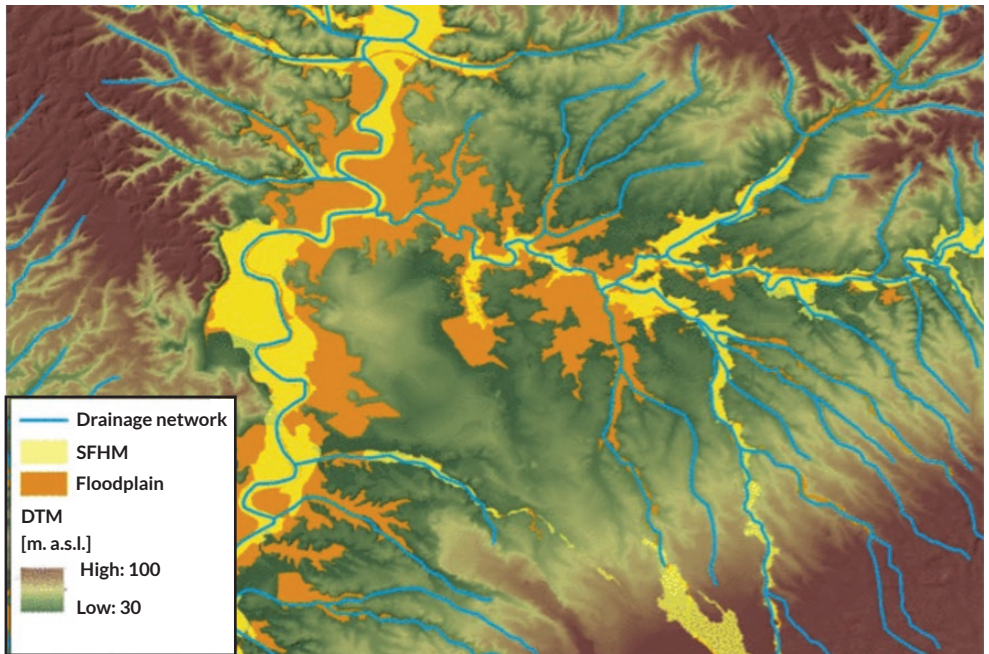 Drainage network
SFHM
Floodplain
DTM
[m. a.s.l.]
High: 100
Low: 30